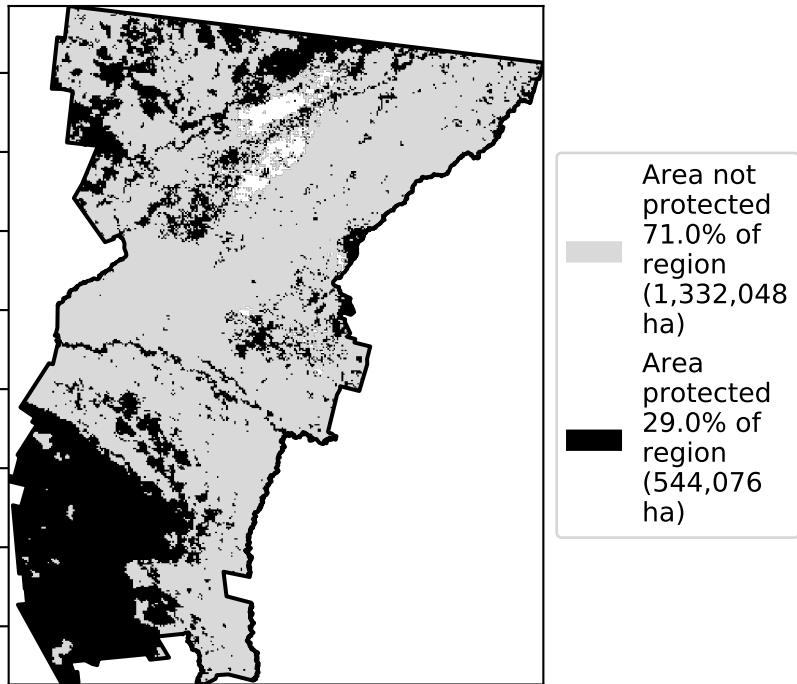 Area not
protected
71.0% of
region
(1,332,048
ha)
Area
protected
29.0% of
region
(544,076
ha)